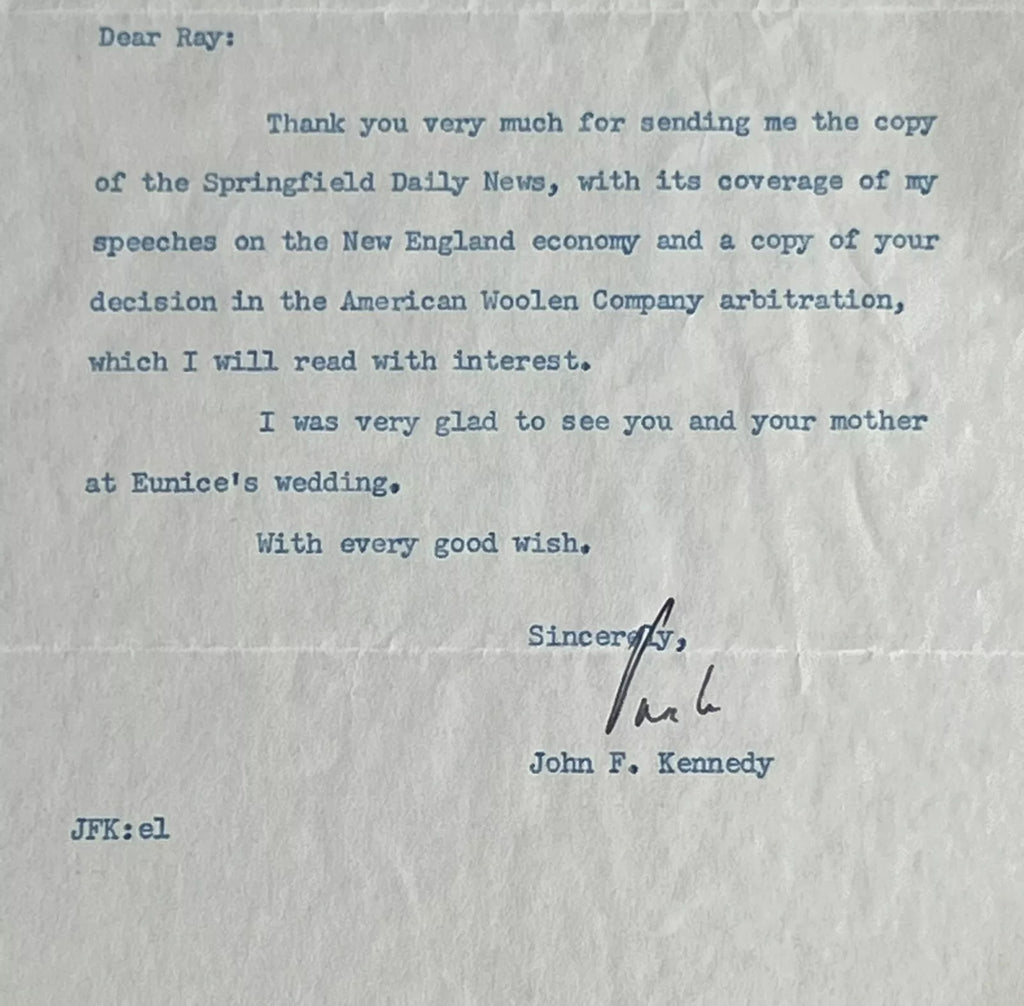 Dear Ray:
Thank you very much for sending me the copy
of the Springfield Daily News, with its coverage of my
speeches on the New England economy and a copy of your
decision in the American Woolen Company arbitration,
which I will read with interest.
I was very glad to see you and your mother
at Eunice's wedding.
With every good wish.
Sincerely,
Jack
John F. Kennedy
JFK:el